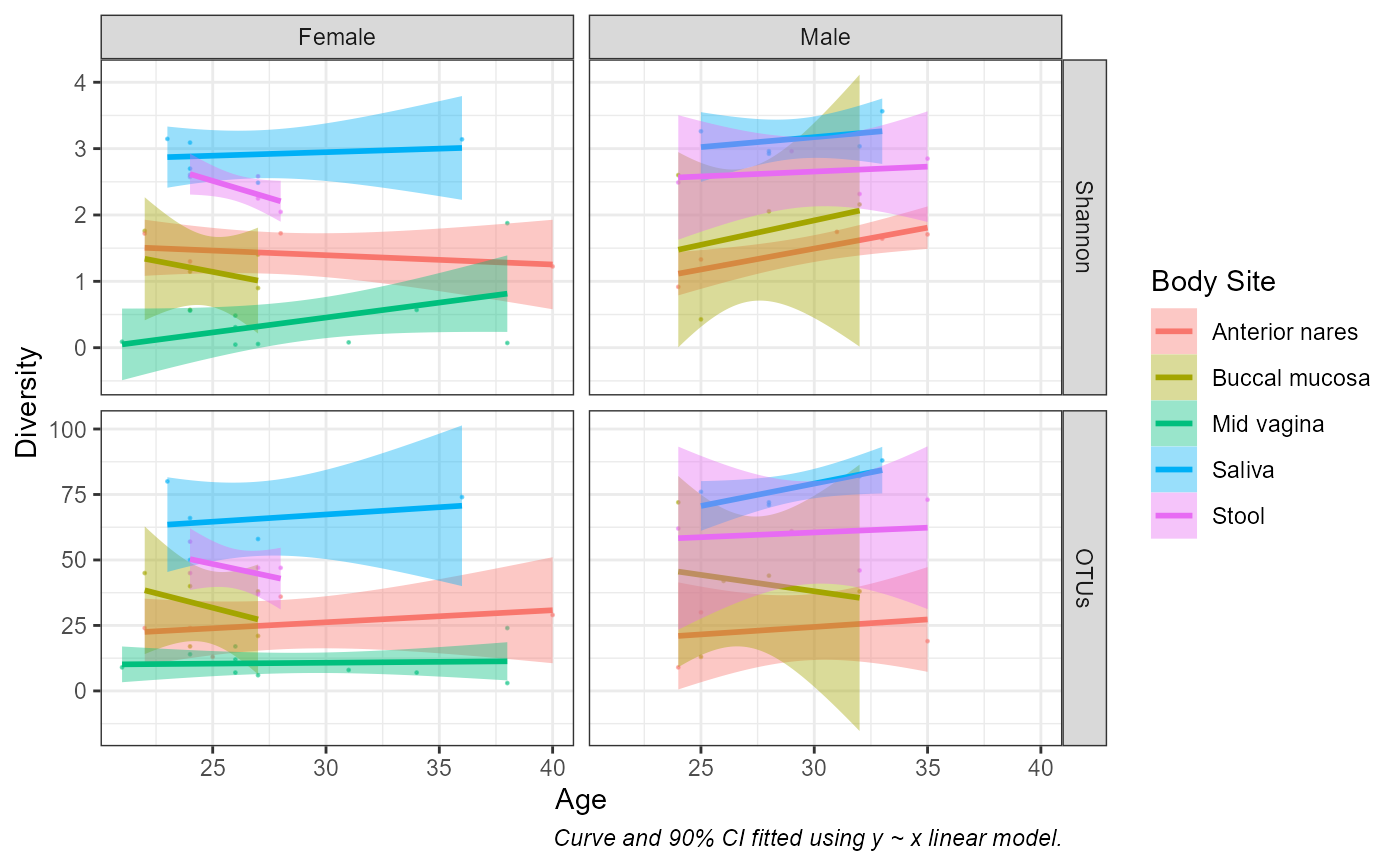 Female
Male
4
3
2
1
0
Shannon
100
75
50
25
0
OTUs
Diversity
25
30
35
40
25
30
35
40
Age
Curve and 90% CI fitted using y ~ x linear model.
Body Site
Anterior nares
Buccal mucosa
Mid vagina
Saliva
Stool